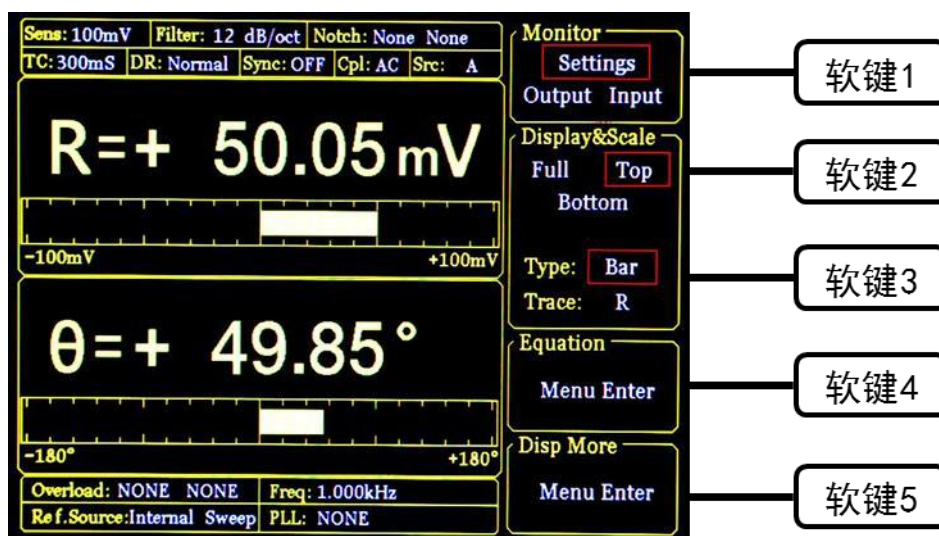 Sens: 100mV Filter: 12 dB/oct Notch: None None
TC: 300mS DR: Normal Sync: OFF Cpl: AC Src: A
R=+ 50.05 mV
-100mV +100mV
θ=+ 49.85°
-180° +180°
Overload: NONE NONE Freq: 1.000kHz
Ref.Source:Internal Sweep PLL: NONE
Monitor
Settings
Output Input
Display&Scale
Full Top
Bottom
Type: Bar
Trace: R
Equation
Menu Enter
Disp More
Menu Enter
软键1
软键2
软键3
软键4
软键5